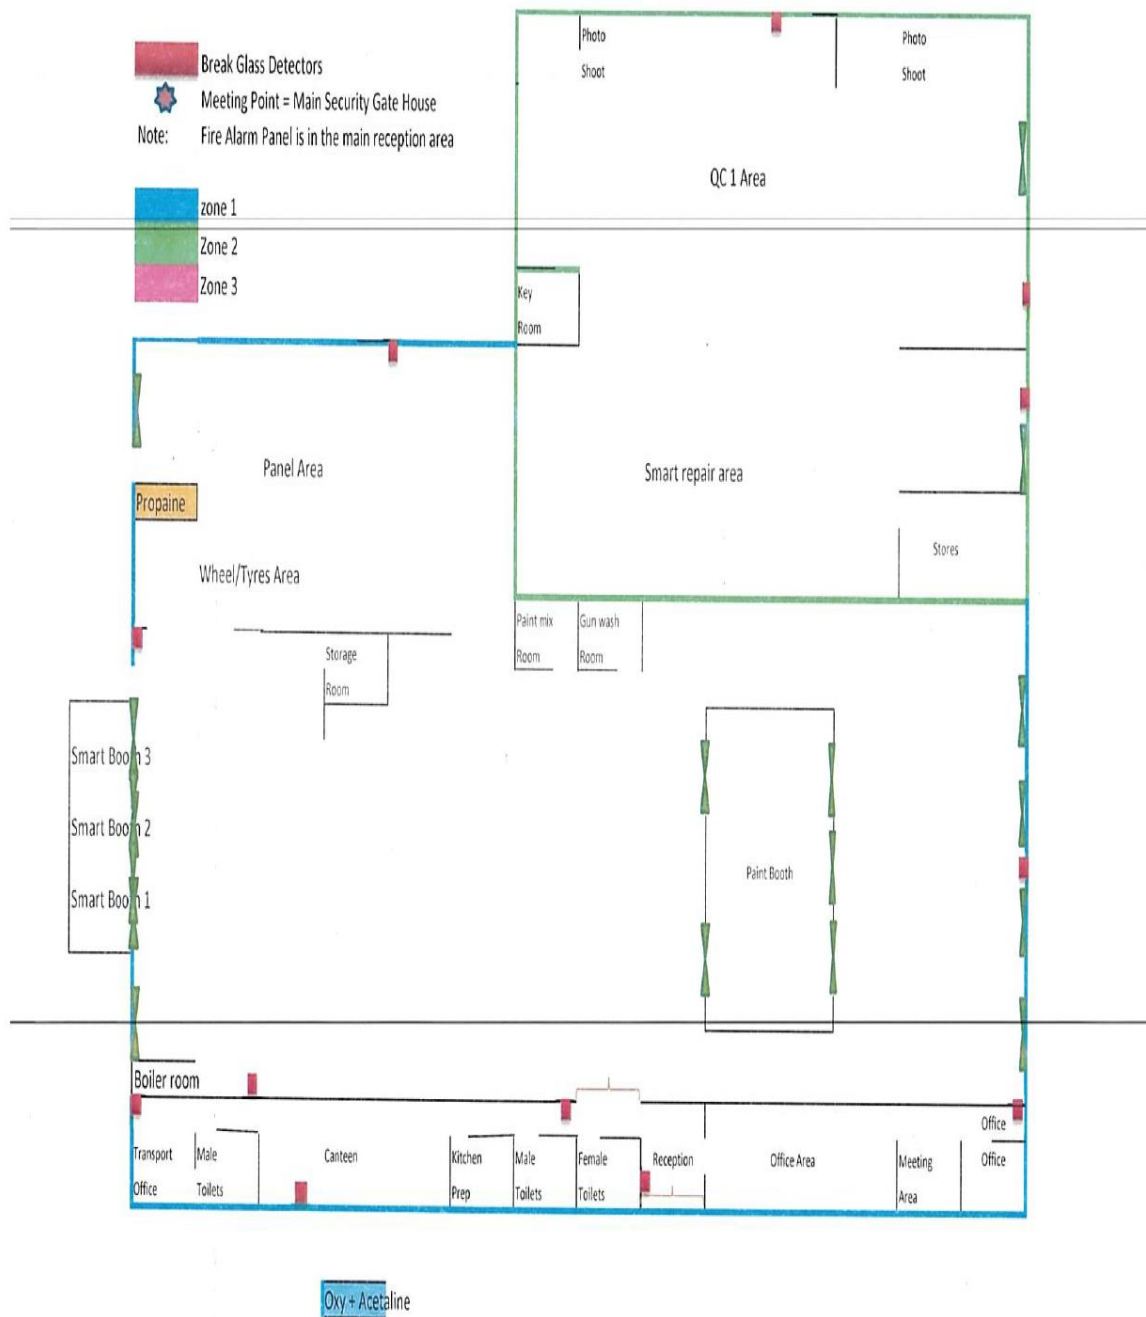 Break Glass Detectors
Meeting Point = Main Security Gate House
Note: Fire Alarm Panel is in the main reception area
zone 1
Zone 2
Zone 3
Photo
Shoot
Photo
Shoot
QC 1 Area
Key
Room
Panel Area
Smart repair area
Propaine
Stores
Wheel/Tyres Area
Paint mix
Room
Gun wash
Room
Storage
Room
Smart Booth 3
Smart Booth 2
Smart Booth 1
Paint Booth
Boiler room
Office
Transport
Office
Male
Toilets
Canteen
Kitchen
Prep
Male
Toilets
Female
Toilets
Reception
Office Area
Meeting
Area
Office
Oxy + Acetaline